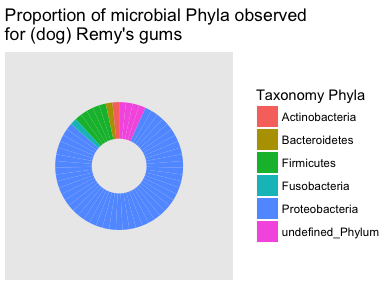 Proportion of microbial Phyla observed
for (dog) Remy's gums
Taxonomy Phyla
Actinobacteria
Bacteroidetes
Firmicutes
Fusobacteria
Proteobacteria
undefined_Phylum